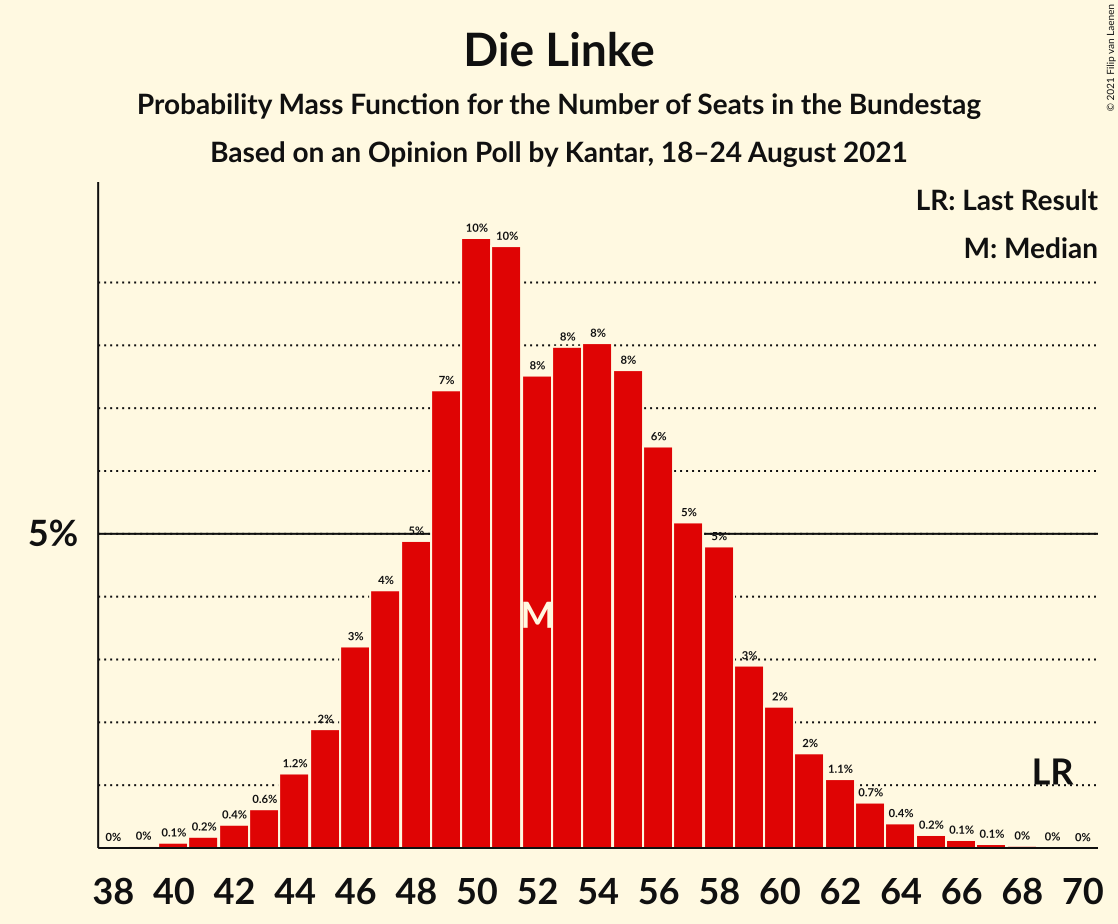 © 2021 Filip van Laenen
Die Linke
Probability Mass Function for the Number of Seats in the Bundestag
Based on an Opinion Poll by Kantar, 18–24 August 2021
LR: Last Result
M: Median
5%
0% 0% 0.1% 0.2% 0.4% 0.6% 1.2% 2% 3% 4% 5% 7% 10% 10% 8% 8% 8% 8% 6% 5% 5% 3% 2% 2% 1.1% 0.7% 0.4% 0.2% 0.1% 0.1% 0% 0% 0%
M
LR
38 40 42 44 46 48 50 52 54 56 58 60 62 64 66 68 70